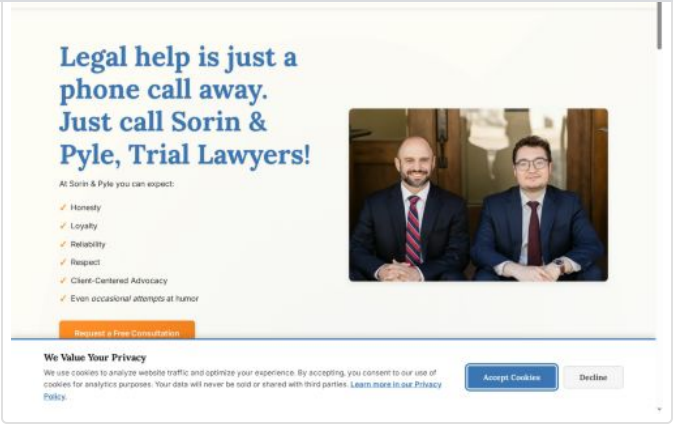 Legal help is just a
phone call away.
Just call Sorin &
Pyle, Trial Lawyers!
At Sorin & Pyle you can expect:
✓ Honesty
✓ Loyalty
✓ Reliability
✓ Respect
✓ Client-Centered Advocacy
✓ Even occasional attempts at humor
Request a Free Consultation
We Value Your Privacy
We use cookies to analyze website traffic and optimize your experience. By accepting, you consent to our use of
cookies for analytics purposes. Your data will never be sold or shared with third parties. Learn more in our Privacy
Policy.
Accept Cookies
Decline